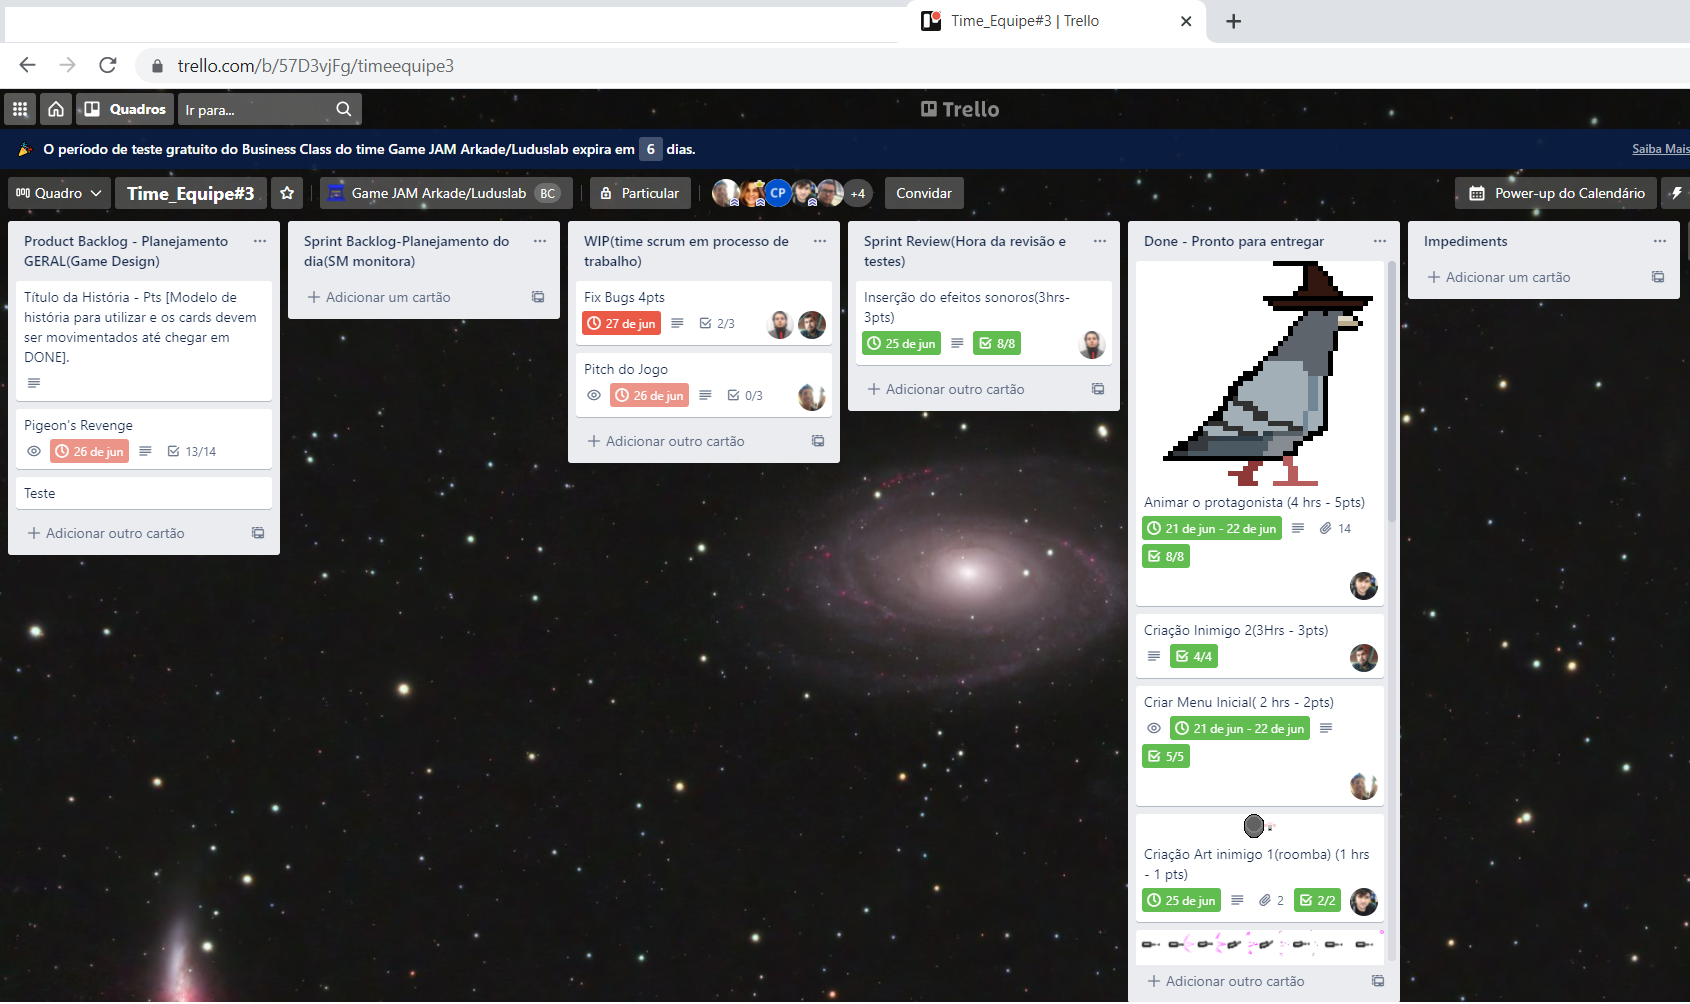 Time_Equipe#3 | Trello
trello.com/b/57D3vjFg/timeequipe3
Quadros
Ir para...
Trello
O período de teste gratuito do Business Class do time Game JAM Arkade/Luduslab expira em 6 dias.
Saiba Mais
Quadro
Time_Equipe#3
Game JAM Arkade/Luduslab BC
Particular
CP
+4
Convidar
Power-up do Calendário
Product Backlog - Planejamento
GERAL(Game Design)
Título da História - Pts [Modelo de
história para utilizar e os cards devem
ser movimentados até chegar em
DONE].
Pigeon's Revenge
26 de jun
13/14
Teste
Adicionar outro cartão
Sprint Backlog-Planejamento do
dia(SM monitora)
Adicionar um cartão
WIP(time scrum em processo de
trabalho)
Fix Bugs 4pts
27 de jun
2/3
Pitch do Jogo
26 de jun
0/3
Adicionar outro cartão
Sprint Review(Hora da revisão e
testes)
Inserção do efeitos sonoros(3hrs-
3pts)
25 de jun
8/8
Adicionar outro cartão
Done - Pronto para entregar
Animar o protagonista (4 hrs - 5pts)
21 de jun - 22 de jun
14
8/8
Criação Inimigo 2(3Hrs - 3pts)
4/4
Criar Menu Inicial( 2 hrs - 2pts)
21 de jun - 22 de jun
5/5
Criação Art inimigo 1(roomba) (1 hrs
- 1 pts)
25 de jun
2
2/2
Adicionar outro cartão
Impediments
Adicionar um cartão